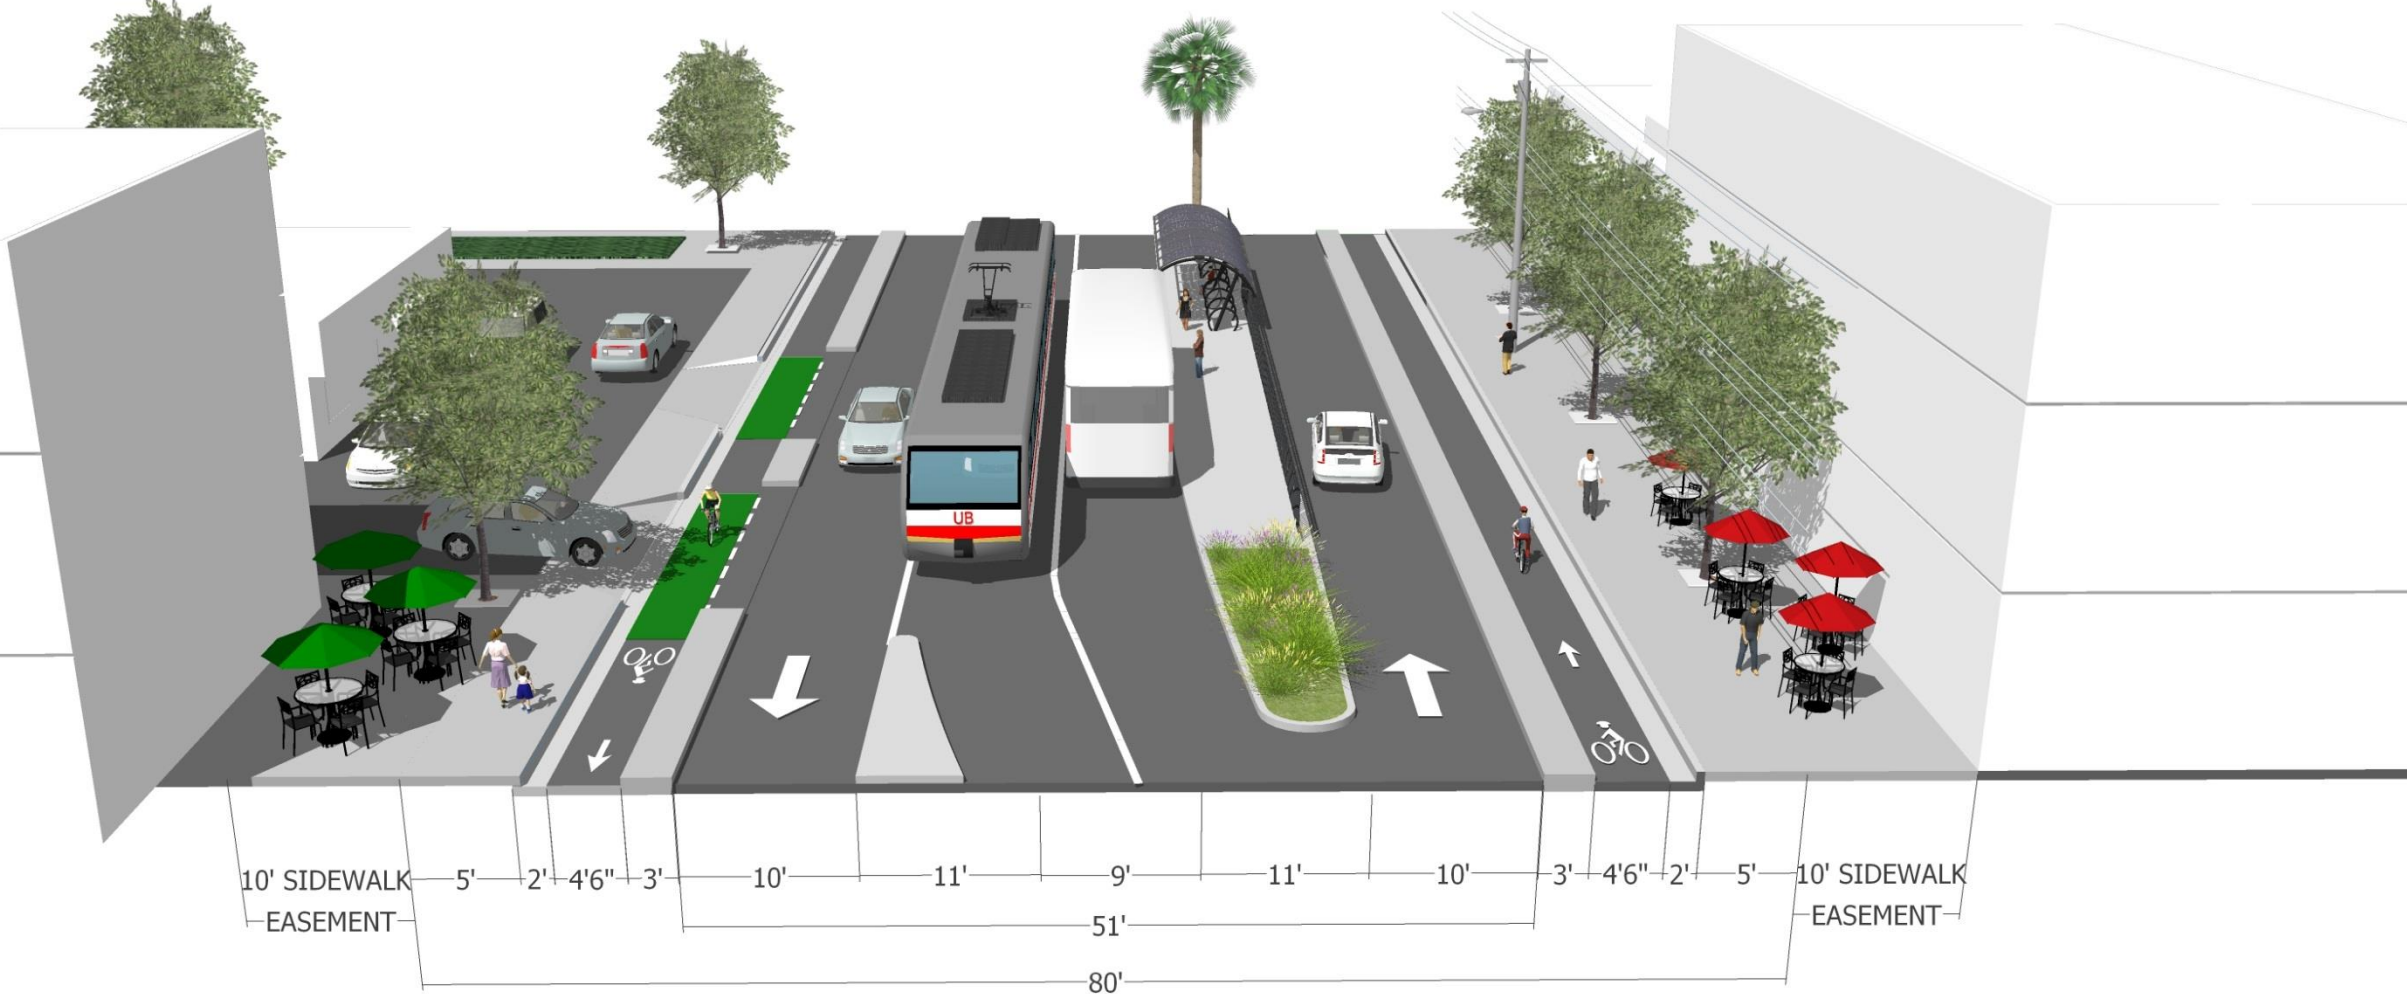 UB
10' SIDEWALK 5' 2' 4'6" 3' 10' 11' 9' 11' 10' 3' 4'6" 2' 5' 10' SIDEWALK
EASEMENT 51' EASEMENT
80'